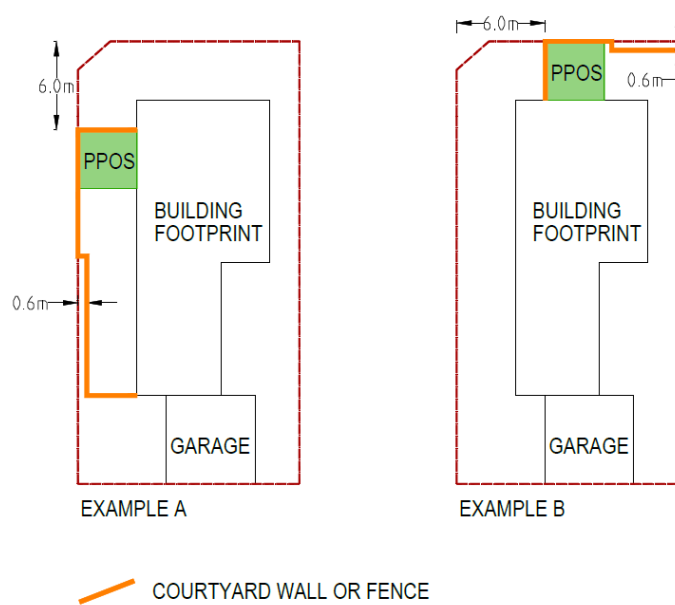 6.0m
6.0m
PPOS
0.6m
PPOS
BUILDING
FOOTPRINT
BUILDING
FOOTPRINT
0.6m
GARAGE
GARAGE
EXAMPLE A
EXAMPLE B
COURTYARD WALL OR FENCE